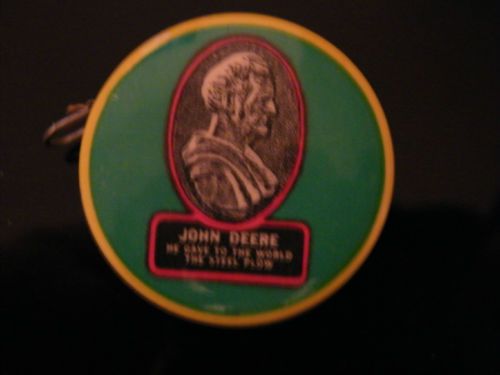 JOHN DEERE
HE GAVE TO THE WORLD
THE STEEL PLOW